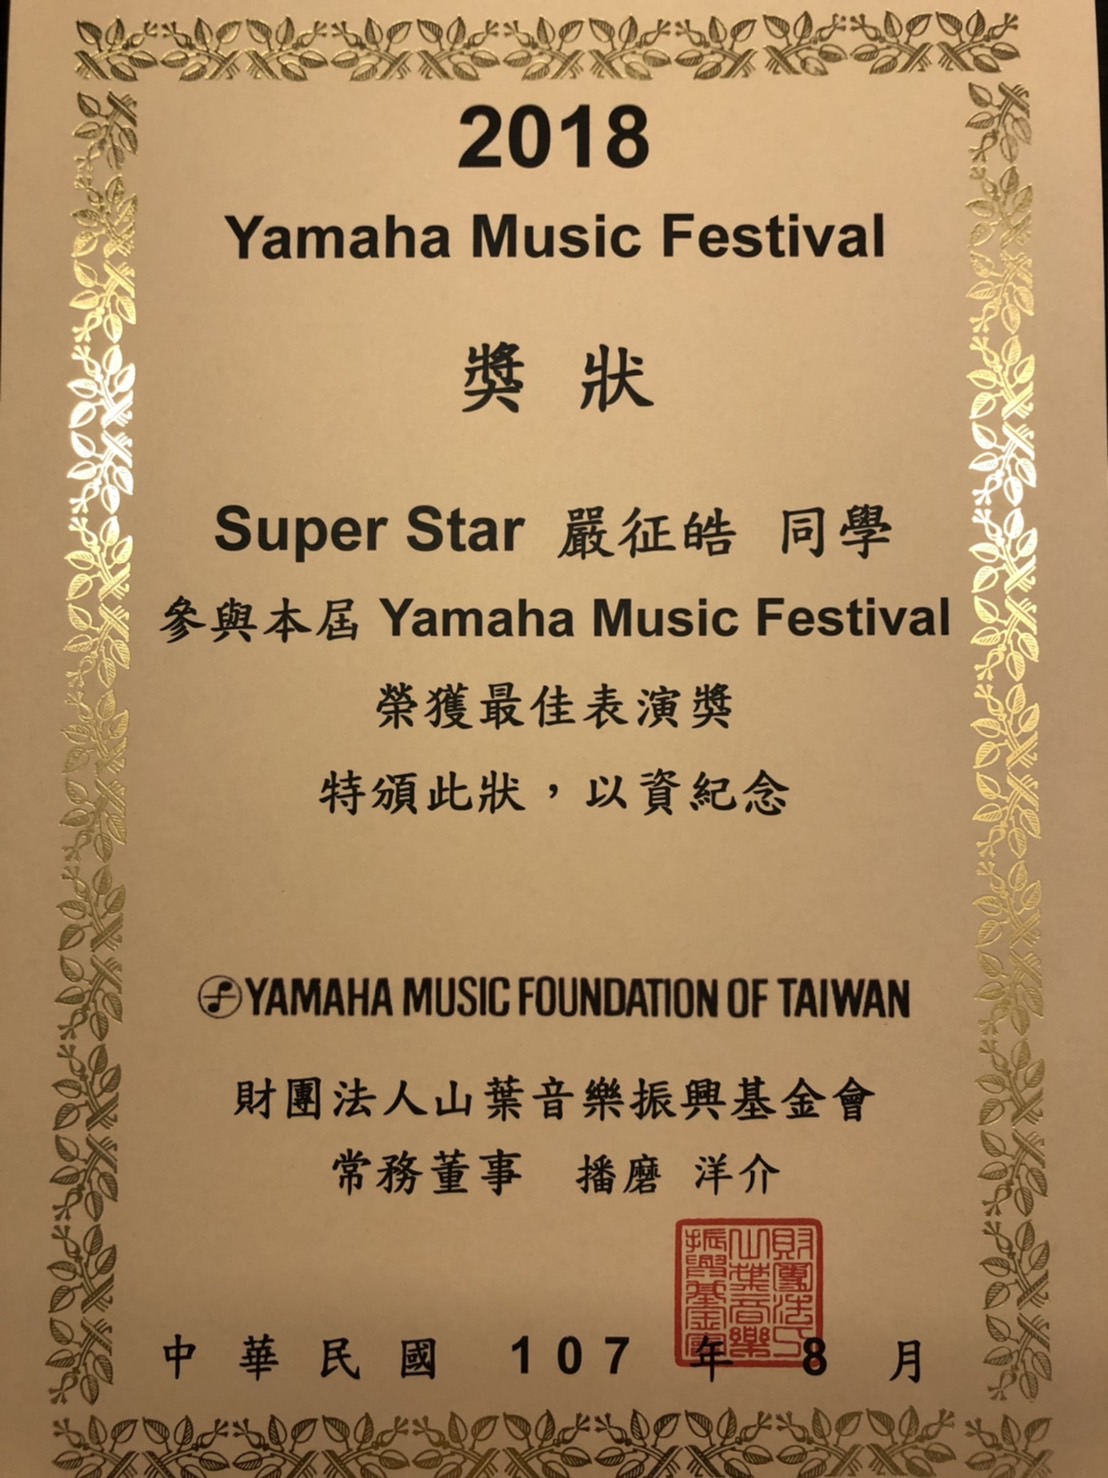 2018
Yamaha Music Festival
獎 狀
Super Star 嚴征皓 同學
參與本屆 Yamaha Music Festival
榮獲最佳表演獎
特頒此狀，以資紀念
YAMAHA MUSIC FOUNDATION OF TAIWAN
財團法人山葉音樂振興基金會
常務董事 播磨 洋介
財團法人
山葉音樂
振興基金會
中 華 民 國 107 年 8 月